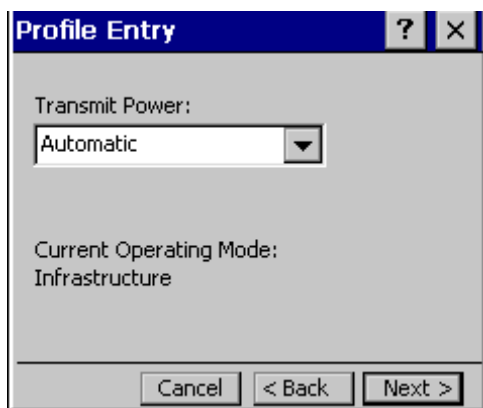 Profile Entry ? ×
Transmit Power:
Automatic
Current Operating Mode:
Infrastructure
Cancel < Back Next >